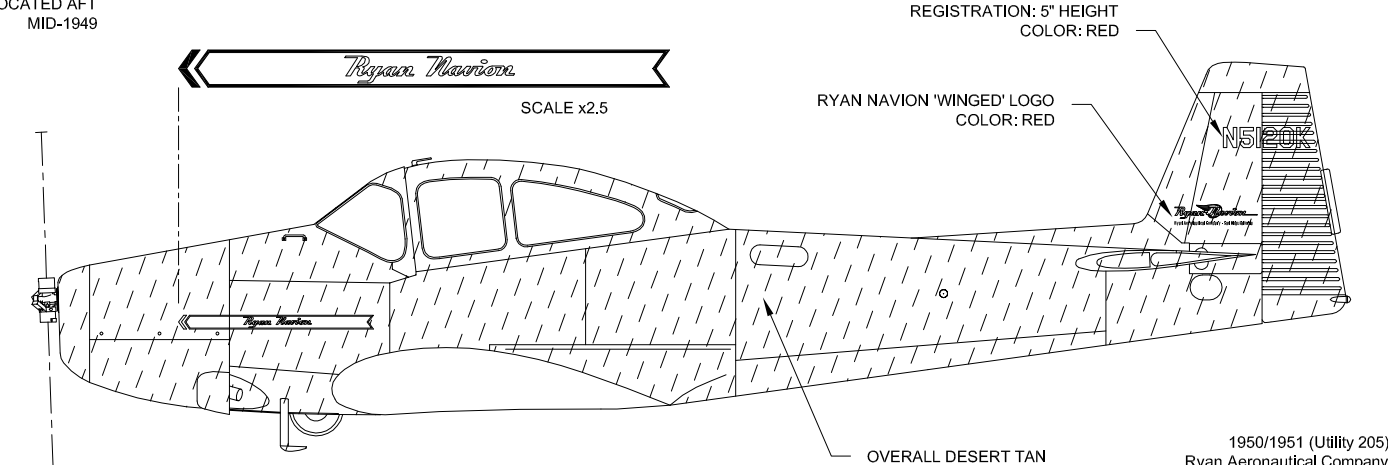 LOCATED AFT
MID-1949
REGISTRATION: 5" HEIGHT
COLOR: RED
Ryan Navion
SCALE x2.5
RYAN NAVION 'WINGED' LOGO
COLOR: RED
N5120K
Ryan Navion
Ryan Navion
OVERALL DESERT TAN
1950/1951 (Utility 205)
Ryan Aeronautical Company